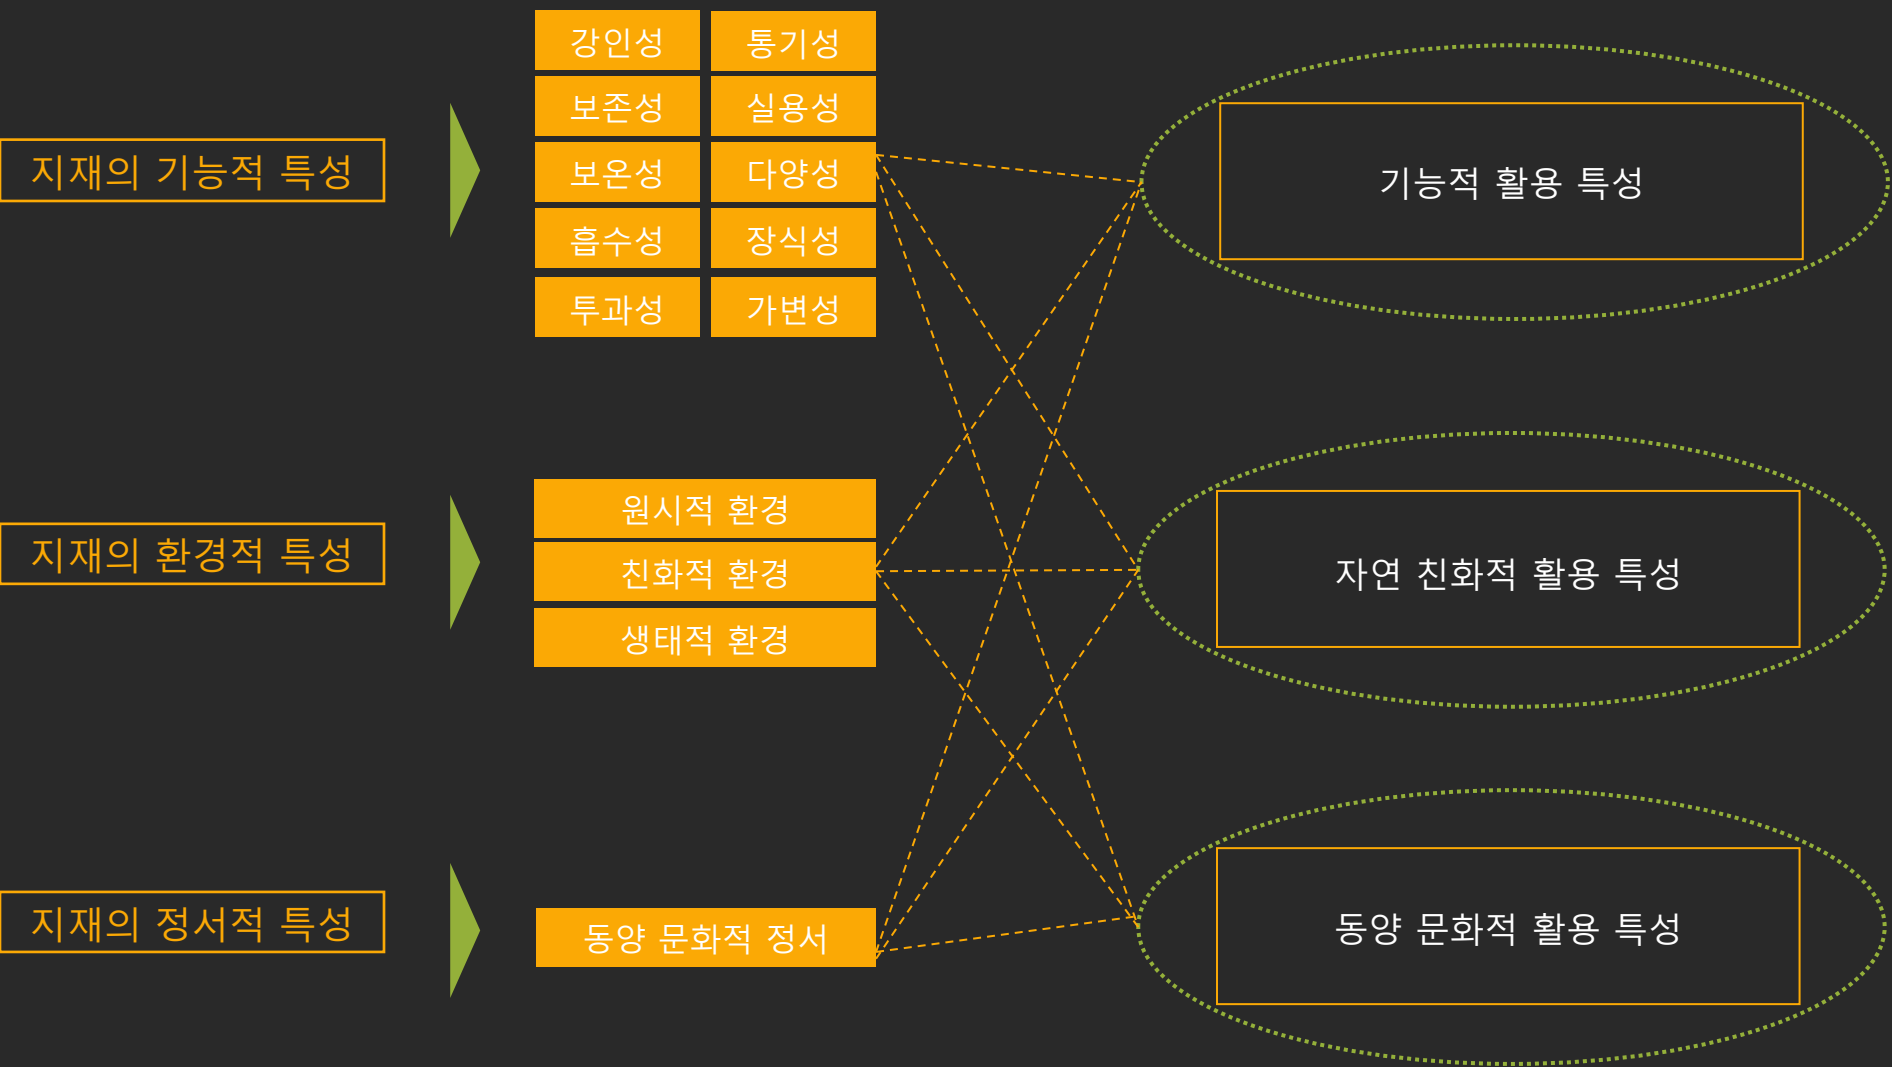 지재의 기능적 특성
강인성
통기성
보존성
실용성
보온성
다양성
흡수성
장식성
투과성
가변성
기능적 활용 특성
지재의 환경적 특성
원시적 환경
친화적 환경
생태적 환경
자연 친화적 활용 특성
지재의 정서적 특성
동양 문화적 정서
동양 문화적 활용 특성